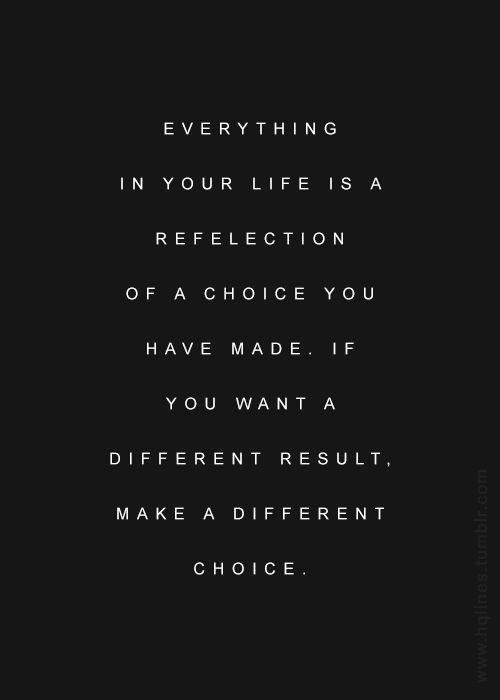 EVERYTHING
IN YOUR LIFE IS A
REFELECTION
OF A CHOICE YOU
HAVE MADE. IF
YOU WANT A
DIFFERENT RESULT,
MAKE A DIFFERENT
CHOICE.
www.hqlines.tumblr.com